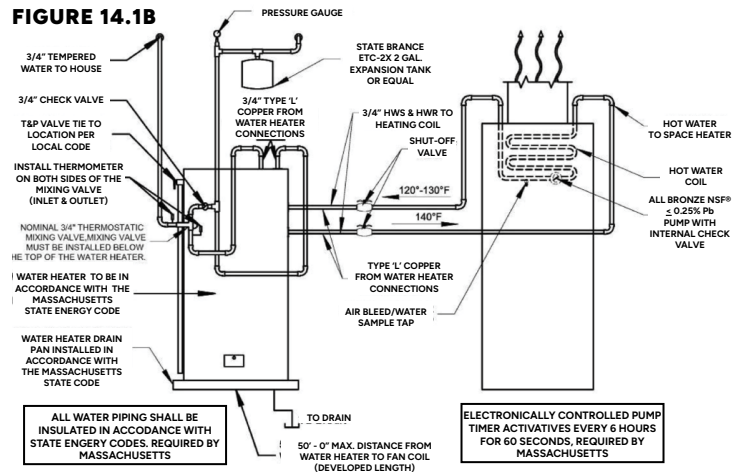 FIGURE 14.1B
PRESSURE GAUGE
3/4" TEMPERED
WATER TO HOUSE
STATE BRANCE
ETC-2X 2 GAL.
EXPANSION TANK
OR EQUAL
3/4" CHECK VALVE
3/4" TYPE 'L'
COPPER FROM
WATER HEATER
CONNECTIONS
3/4" HWS & HWR TO
HEATING COIL
SHUT-OFF
VALVE
HOT WATER
TO SPACE HEATER
T&P VALVE TIE TO
LOCATION PER
LOCAL CODE
INSTALL THERMOMETER
ON BOTH SIDES OF THE
MIXING VALVE
(INLET & OUTLET)
HOT WATER
COIL
120°-130°F
140°F
ALL BRONZE NSF®
≤ 0.25% Pb
PUMP WITH
INTERNAL CHECK
VALVE
NOMINAL 3/4" THERMOSTATIC
MIXING VALVE,MIXING VALVE
MUST BE INSTALLED BELOW
HE TOP OF THE WATER HEATER.
TYPE 'L' COPPER
FROM WATER HEATER
CONNECTIONS
WATER HEATER TO BE IN
ACCORDANCE WITH THE
MASSACHUSETTS
STATE ENERGY CODE
AIR BLEED/WATER
SAMPLE TAP
WATER HEATER DRAIN
PAN INSTALLED IN
ACCORDANCE WITH
THE MASSACHUSETTS
STATE CODE
TO DRAIN
ALL WATER PIPING SHALL BE
INSULATED IN ACCODANCE WITH
STATE ENGERY CODES. REQUIRED BY
MASSACHUSETTS
50' - 0" MAX. DISTANCE FROM
WATER HEATER TO FAN COIL
(DEVELOPED LENGTH)
ELECTRONICALLY CONTROLLED PUMP
TIMER ACTIVATIVES EVERY 6 HOURS
FOR 60 SECONDS, REQUIRED BY
MASSACHUSETTS